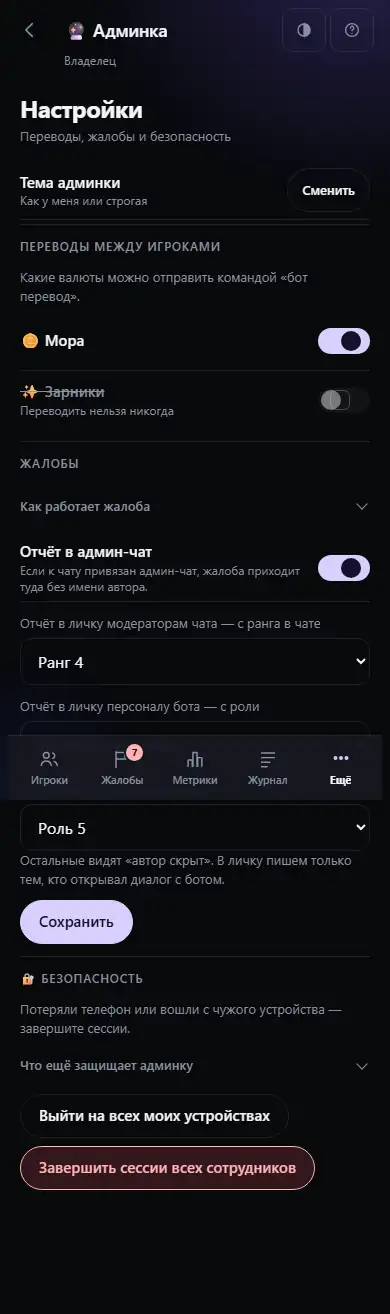 Админка
Владелец
Настройки
Переводы, жалобы и безопасность
Тема админки
Как у меня или строгая
Сменить
ПЕРЕВОДЫ МЕЖДУ ИГРОКАМИ
Какие валюты можно отправить командой «бот
перевод».
Мора
Зарники
Переводить нельзя никогда
ЖАЛОБЫ
Как работает жалоба
Отчёт в админ-чат
Если к чату привязан админ-чат, жалоба приходит
туда без имени автора.
Отчёт в личку модераторам чата — с ранга в чате
Ранг 4
Отчёт в личку персоналу бота — с роли
7
Игроки
Жалобы
Метрики
Журнал
Ещё
Роль 5
Остальные видят «автор скрыт». В личку пишем только
тем, кто открывал диалог с ботом.
Сохранить
БЕЗОПАСНОСТЬ
Потеряли телефон или вошли с чужого устройства —
завершите сессии.
Что ещё защищает админку
Выйти на всех моих устройствах
Завершить сессии всех сотрудников